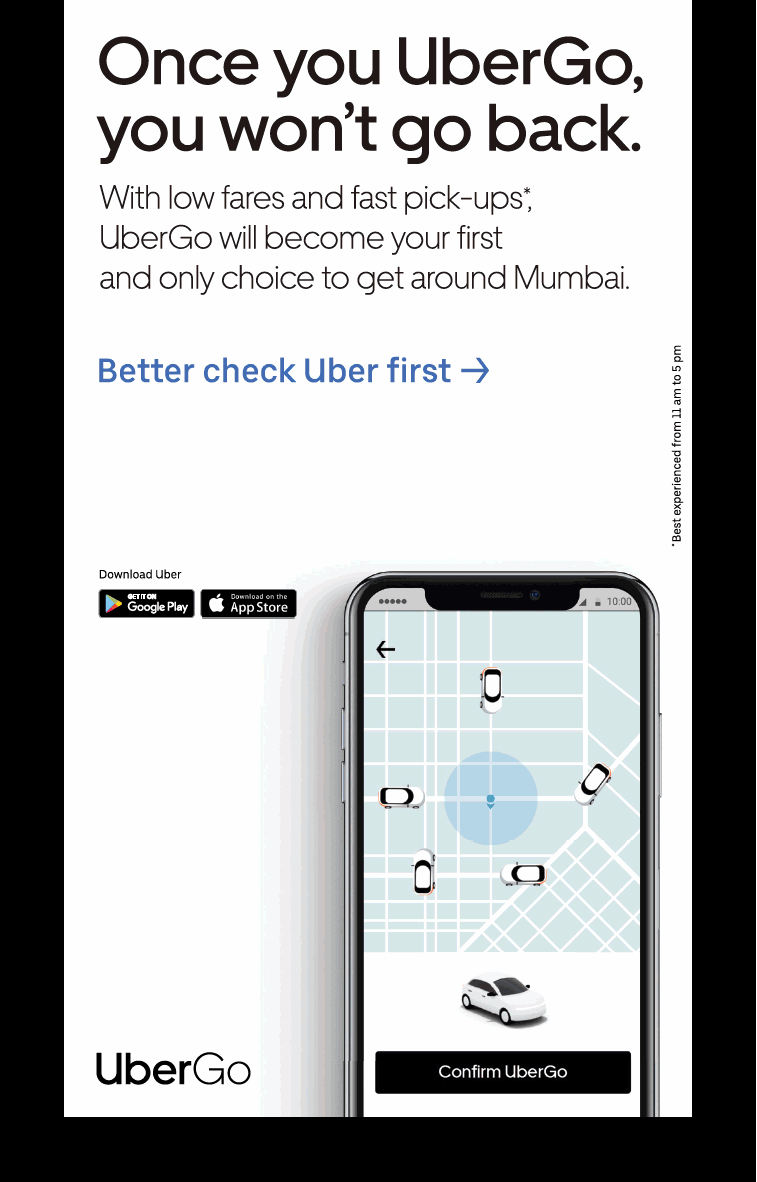 Once you UberGo,
you won't go back.
With low fares and fast pick-ups*,
UberGo will become your first
and only choice to get around Mumbai.
Better check Uber first →
*Best experienced from 11 am to 5 pm
Download Uber
GET IT ON
Google Play
Download on the
App Store
10:00
Confirm UberGo
UberGo